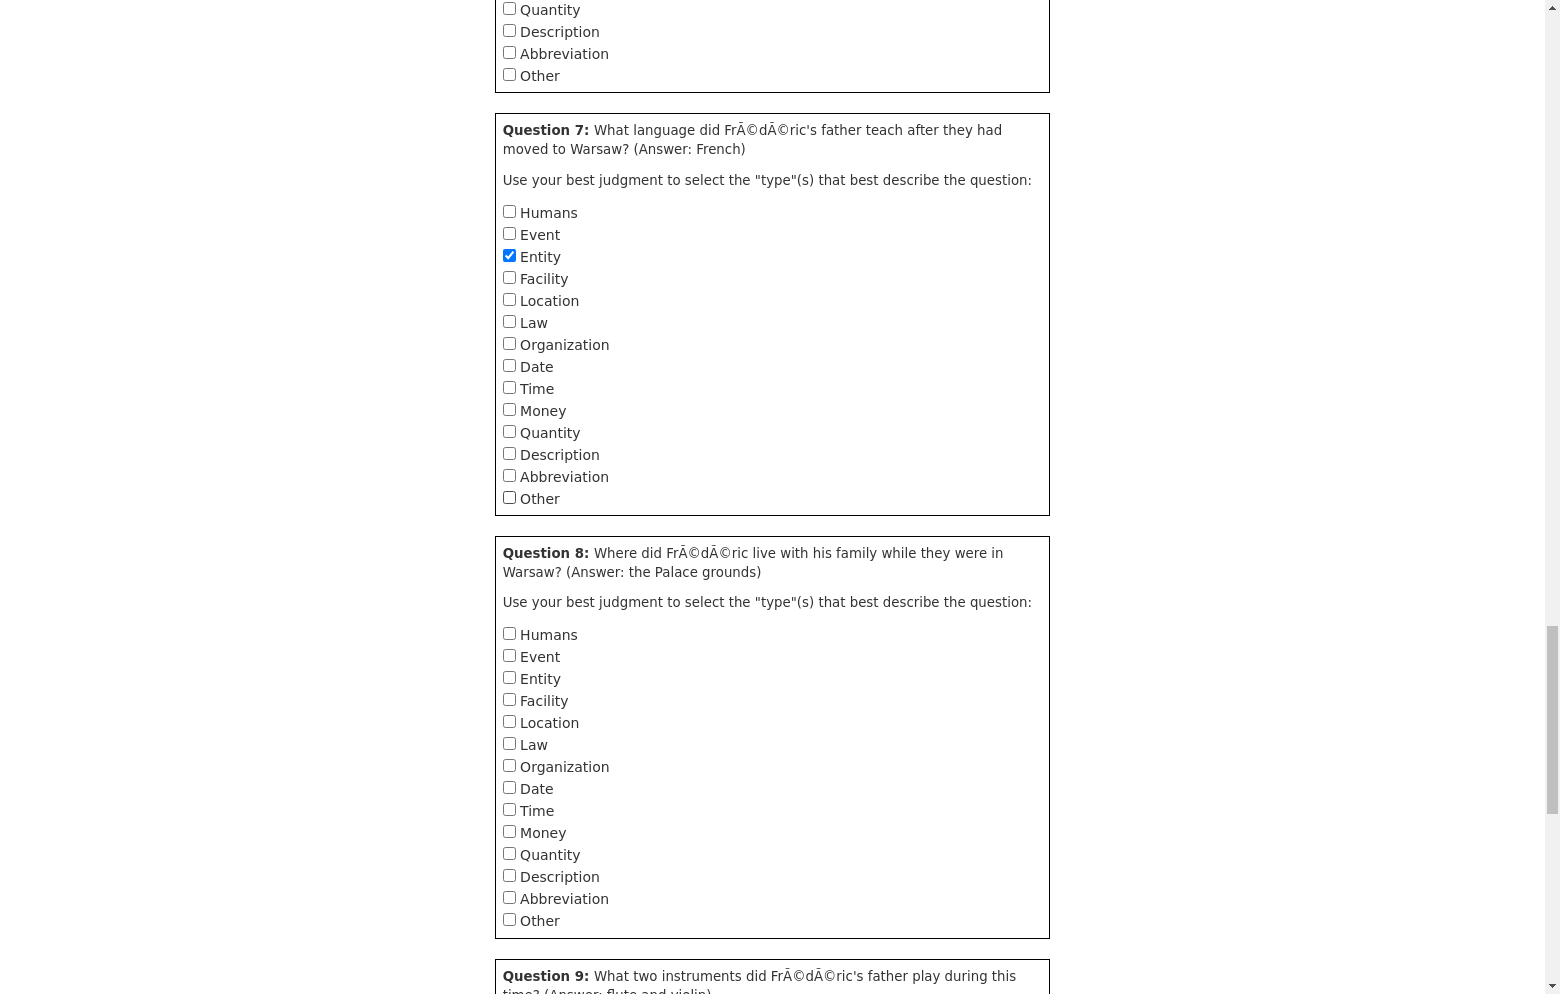 Quantity
Description
Abbreviation
Other
Question 7: What language did FrÃ©dÃ©ric's father teach after they had
moved to Warsaw? (Answer: French)
Use your best judgment to select the "type"(s) that best describe the question:
Humans
Event
Entity
Facility
Location
Law
Organization
Date
Time
Money
Quantity
Description
Abbreviation
Other
Question 8: Where did FrÃ©dÃ©ric live with his family while they were in
Warsaw? (Answer: the Palace grounds)
Use your best judgment to select the "type"(s) that best describe the question:
Humans
Event
Entity
Facility
Location
Law
Organization
Date
Time
Money
Quantity
Description
Abbreviation
Other
Question 9: What two instruments did FrÃ©dÃ©ric's father play during this
time? (Answer: flute and violin)